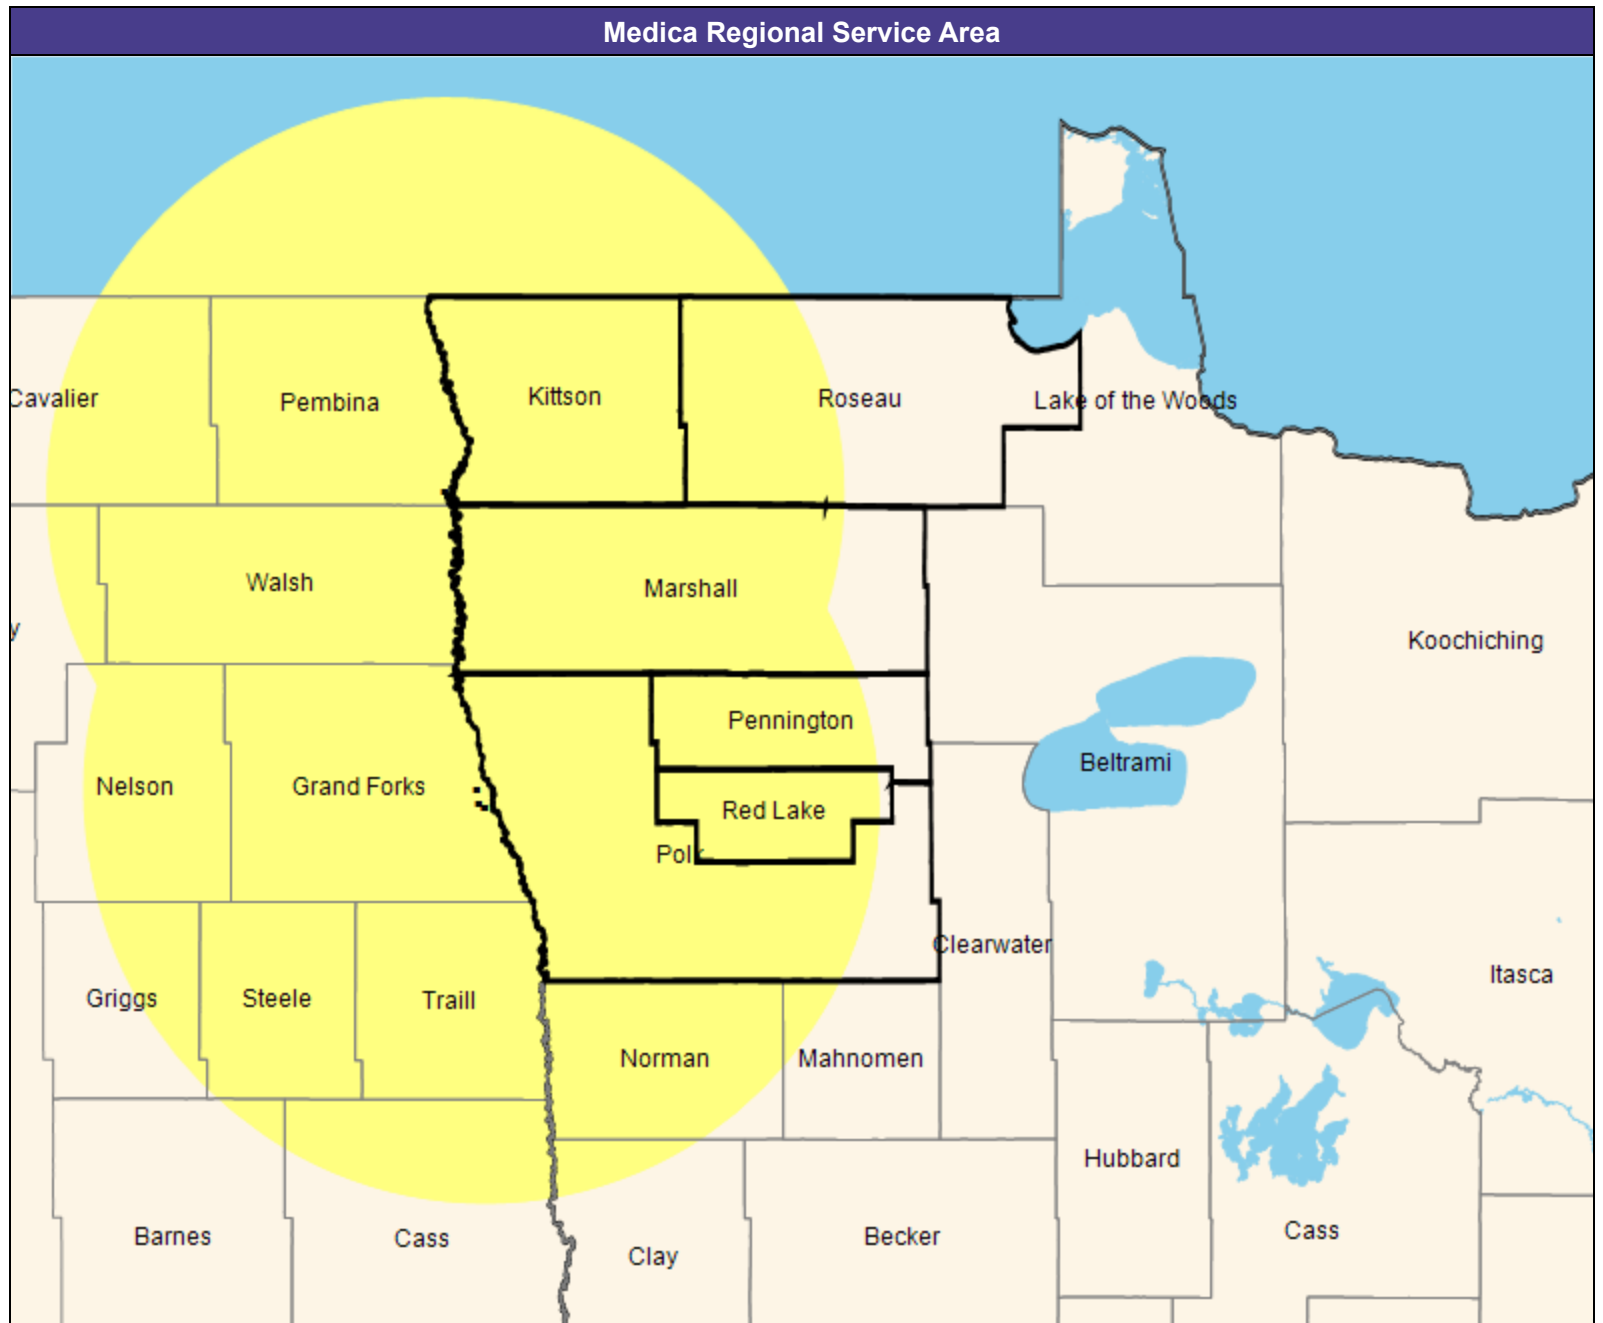 Medica Regional Service Area
Cavalier
Pembina
Kittson
Roseau
Lake of the Woods
Walsh
Marshall
y
Koochiching
Pennington
Nelson
Grand Forks
Beltrami
Red Lake
Polk
Clearwater
Griggs
Steele
Traill
Itasca
Norman
Mahnomen
Hubbard
Barnes
Cass
Clay
Becker
Cass